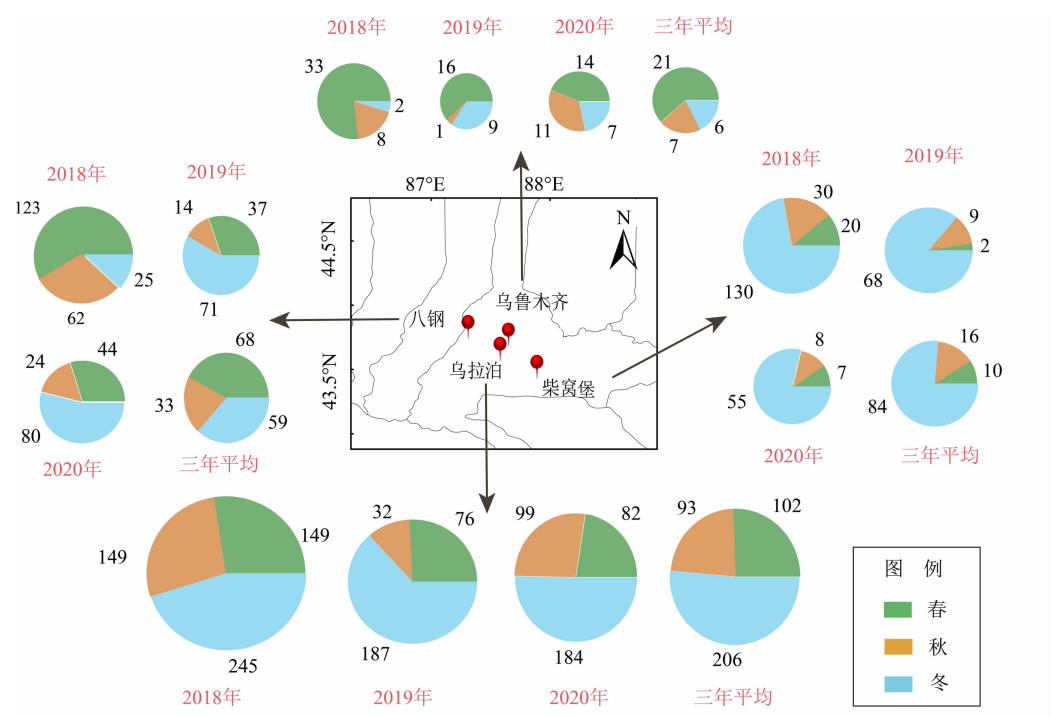 2018年 2019年 2020年 三年平均
33 2 8
16 1 9
14 11 7
21 7 6
2018年 2019年
123 62 25
14 37 71
24 44 80
68 33 59
2020年 三年平均
87°E 88°E
44.5°N
43.5°N
N
乌鲁木齐
八钢
乌拉泊
柴窝堡
2018年 2019年
30 20 130
9 2 68
8 7 55
16 10 84
2020年 三年平均
149 149 245
32 76 187
99 82 184
93 102 206
2018年 2019年 2020年 三年平均
图 例
春
秋
冬